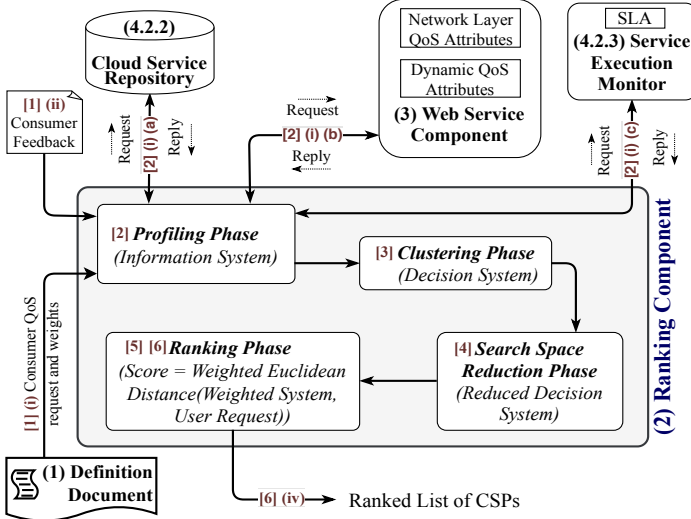 (4.2.2)
Cloud Service
Repository
Network Layer
QoS Attributes
Dynamic QoS
Attributes
(3) Web Service
Component
SLA
(4.2.3) Service
Execution
Monitor
[1] (ii)
Consumer
Feedback
Request
[2] (i) (a)
Reply
Request
[2] (i) (b)
Reply
Request
[2] (i) (c)
Reply
[2] Profiling Phase
(Information System)
[3] Clustering Phase
(Decision System)
[4] Search Space
Reduction Phase
(Reduced Decision
System)
[5] [6] Ranking Phase
(Score = Weighted Euclidean
Distance(Weighted System,
User Request))
(2) Ranking Component
[1] (i) Consumer QoS
request and weights
(1) Definition
Document
[6] (iv)
Ranked List of CSPs